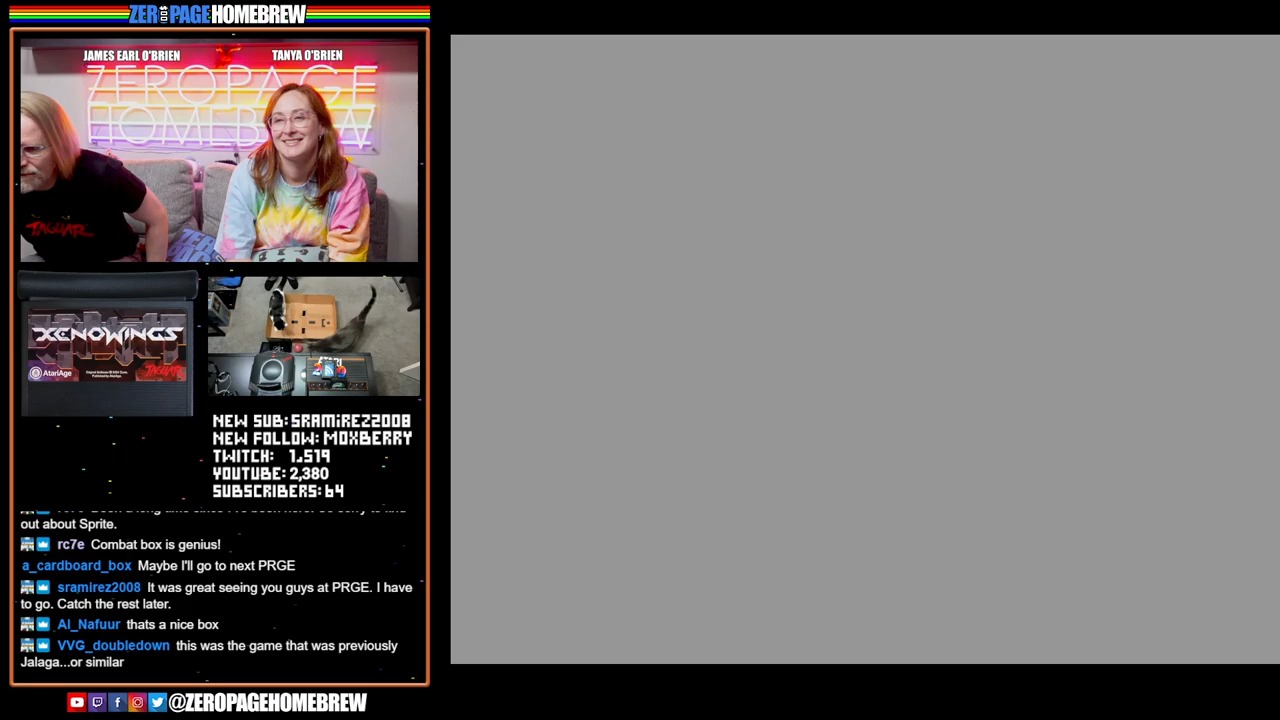 ZEROPAGEHOMEBREW
JAMES EARL O'BRIEN
TANYA O'BRIEN
ZEROPAGE
HOMEBREW
JAGUAR
XENOWINGS
AtariAge
JAGUAR
NEW SUB: SRAMIREZ2008
NEW FOLLOW: MOXBERRY
TWITCH: 1,519
YOUTUBE: 2,380
SUBSCRIBERS: 64
out about Sprite.
rc7e Combat box is genius!
a_cardboard_box Maybe I'll go to next PRGE
sramirez2008 It was great seeing you guys at PRGE. I have
to go. Catch the rest later.
Al_Nafuur thats a nice box
VVG_doubledown this was the game that was previously
Jalaga...or similar
@ZEROPAGEHOMEBREW